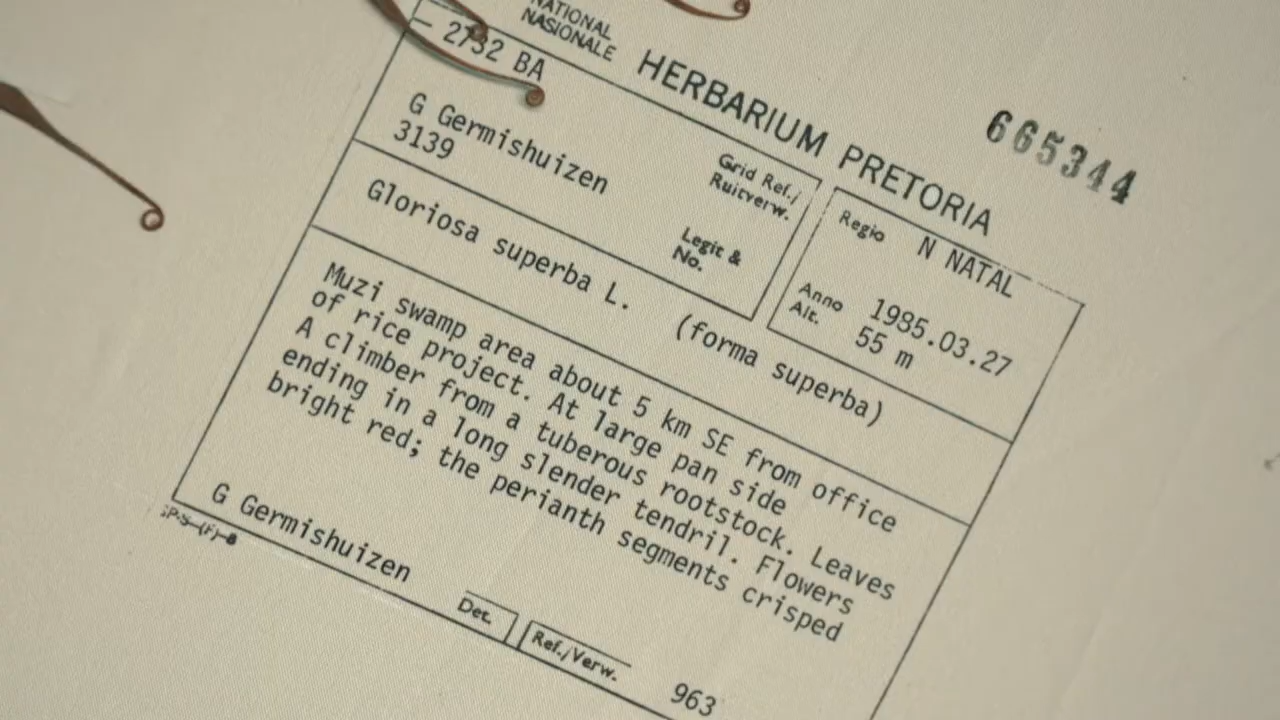 NATIONAL
NASIONALE
HERBARIUM PRETORIA
665344
2732 BA
Grid Ref./
Ruitverw.
G Germishuizen
3139
Legit &
No.
Regio N NATAL
Anno 1985.03.27
Alt. 55 m
Gloriosa superba L. (forma superba)
Muzi swamp area about 5 km SE from office
of rice project. At large pan side
A climber from a tuberous rootstock. Leaves
ending in a long slender tendril. Flowers
bright red; the perianth segments crisped
G Germishuizen
Det.
Ref./Verw.
963